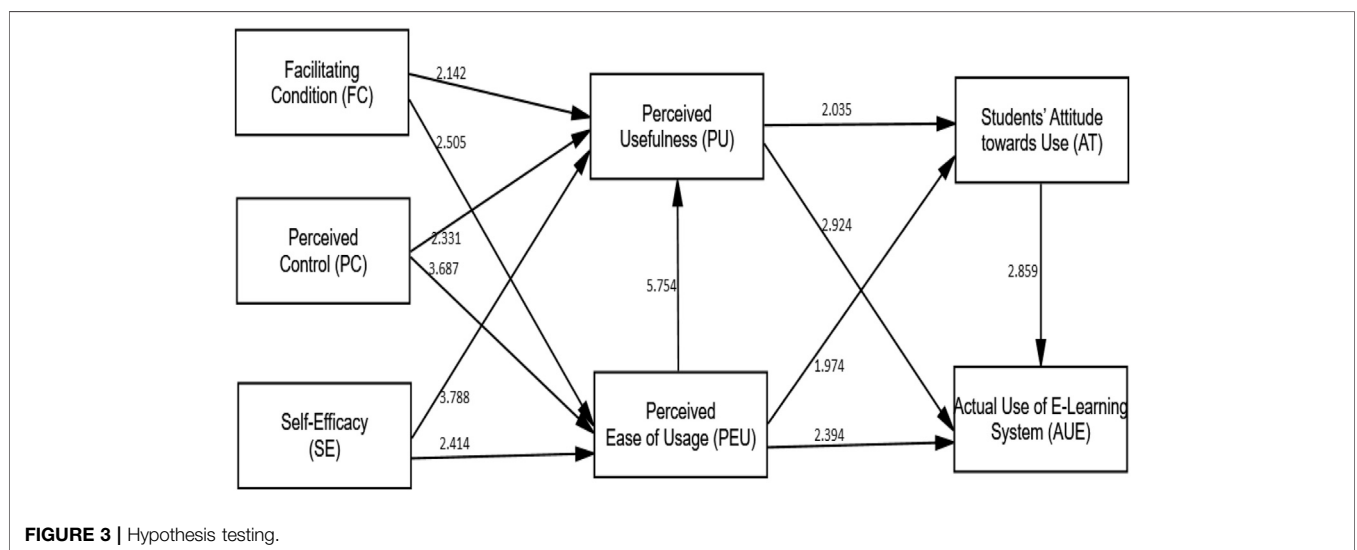 Facilitating
Condition (FC)
2.142
2.505
Perceived
Usefulness (PU)
2.035
Students' Attitude
towards Use (AT)
Perceived
Control (PC)
2.331
3.687
5.754
2.924
2.859
1.974
Self-Efficacy
(SE)
3.788
2.414
Perceived
Ease of Usage (PEU)
2.394
Actual Use of E-Learning
System (AUE)
FIGURE 3 | Hypothesis testing.